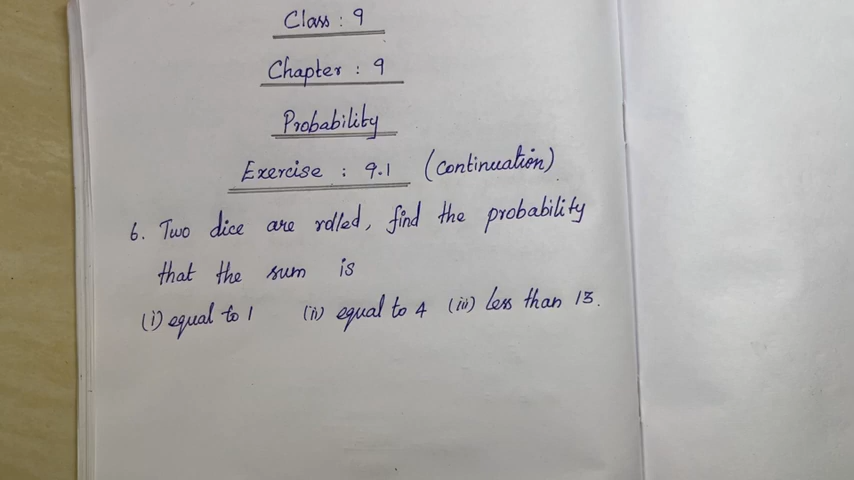 Class : 9
Chapter : 9
Probability
Exercise : 9.1 (continuation)
6. Two dice are rolled, find the probability
that the sum is
(i) equal to 1 (ii) equal to 4 (iii) less than 13.